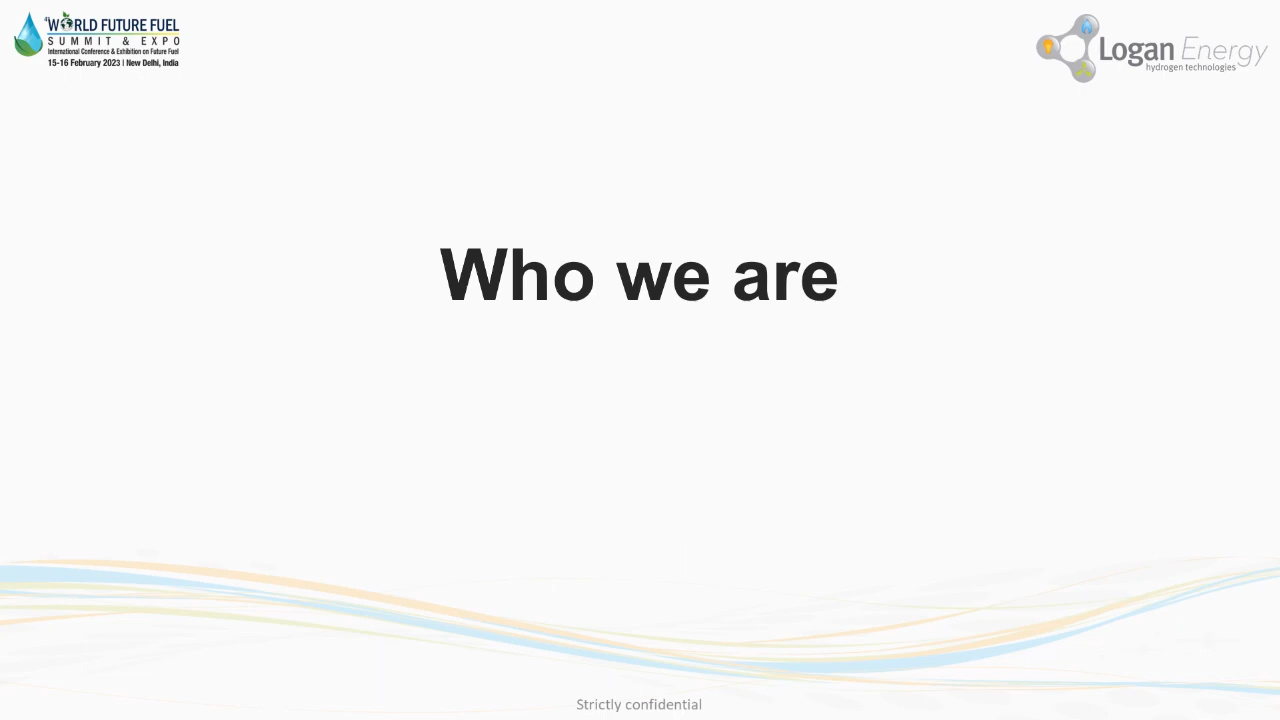 4th WORLD FUTURE FUEL
SUMMIT & EXPO
International Conference & Exhibition on Future Fuel
15-16 February 2023 | New Delhi, India
Logan Energy
hydrogen technologies
Who we are
Strictly confidential